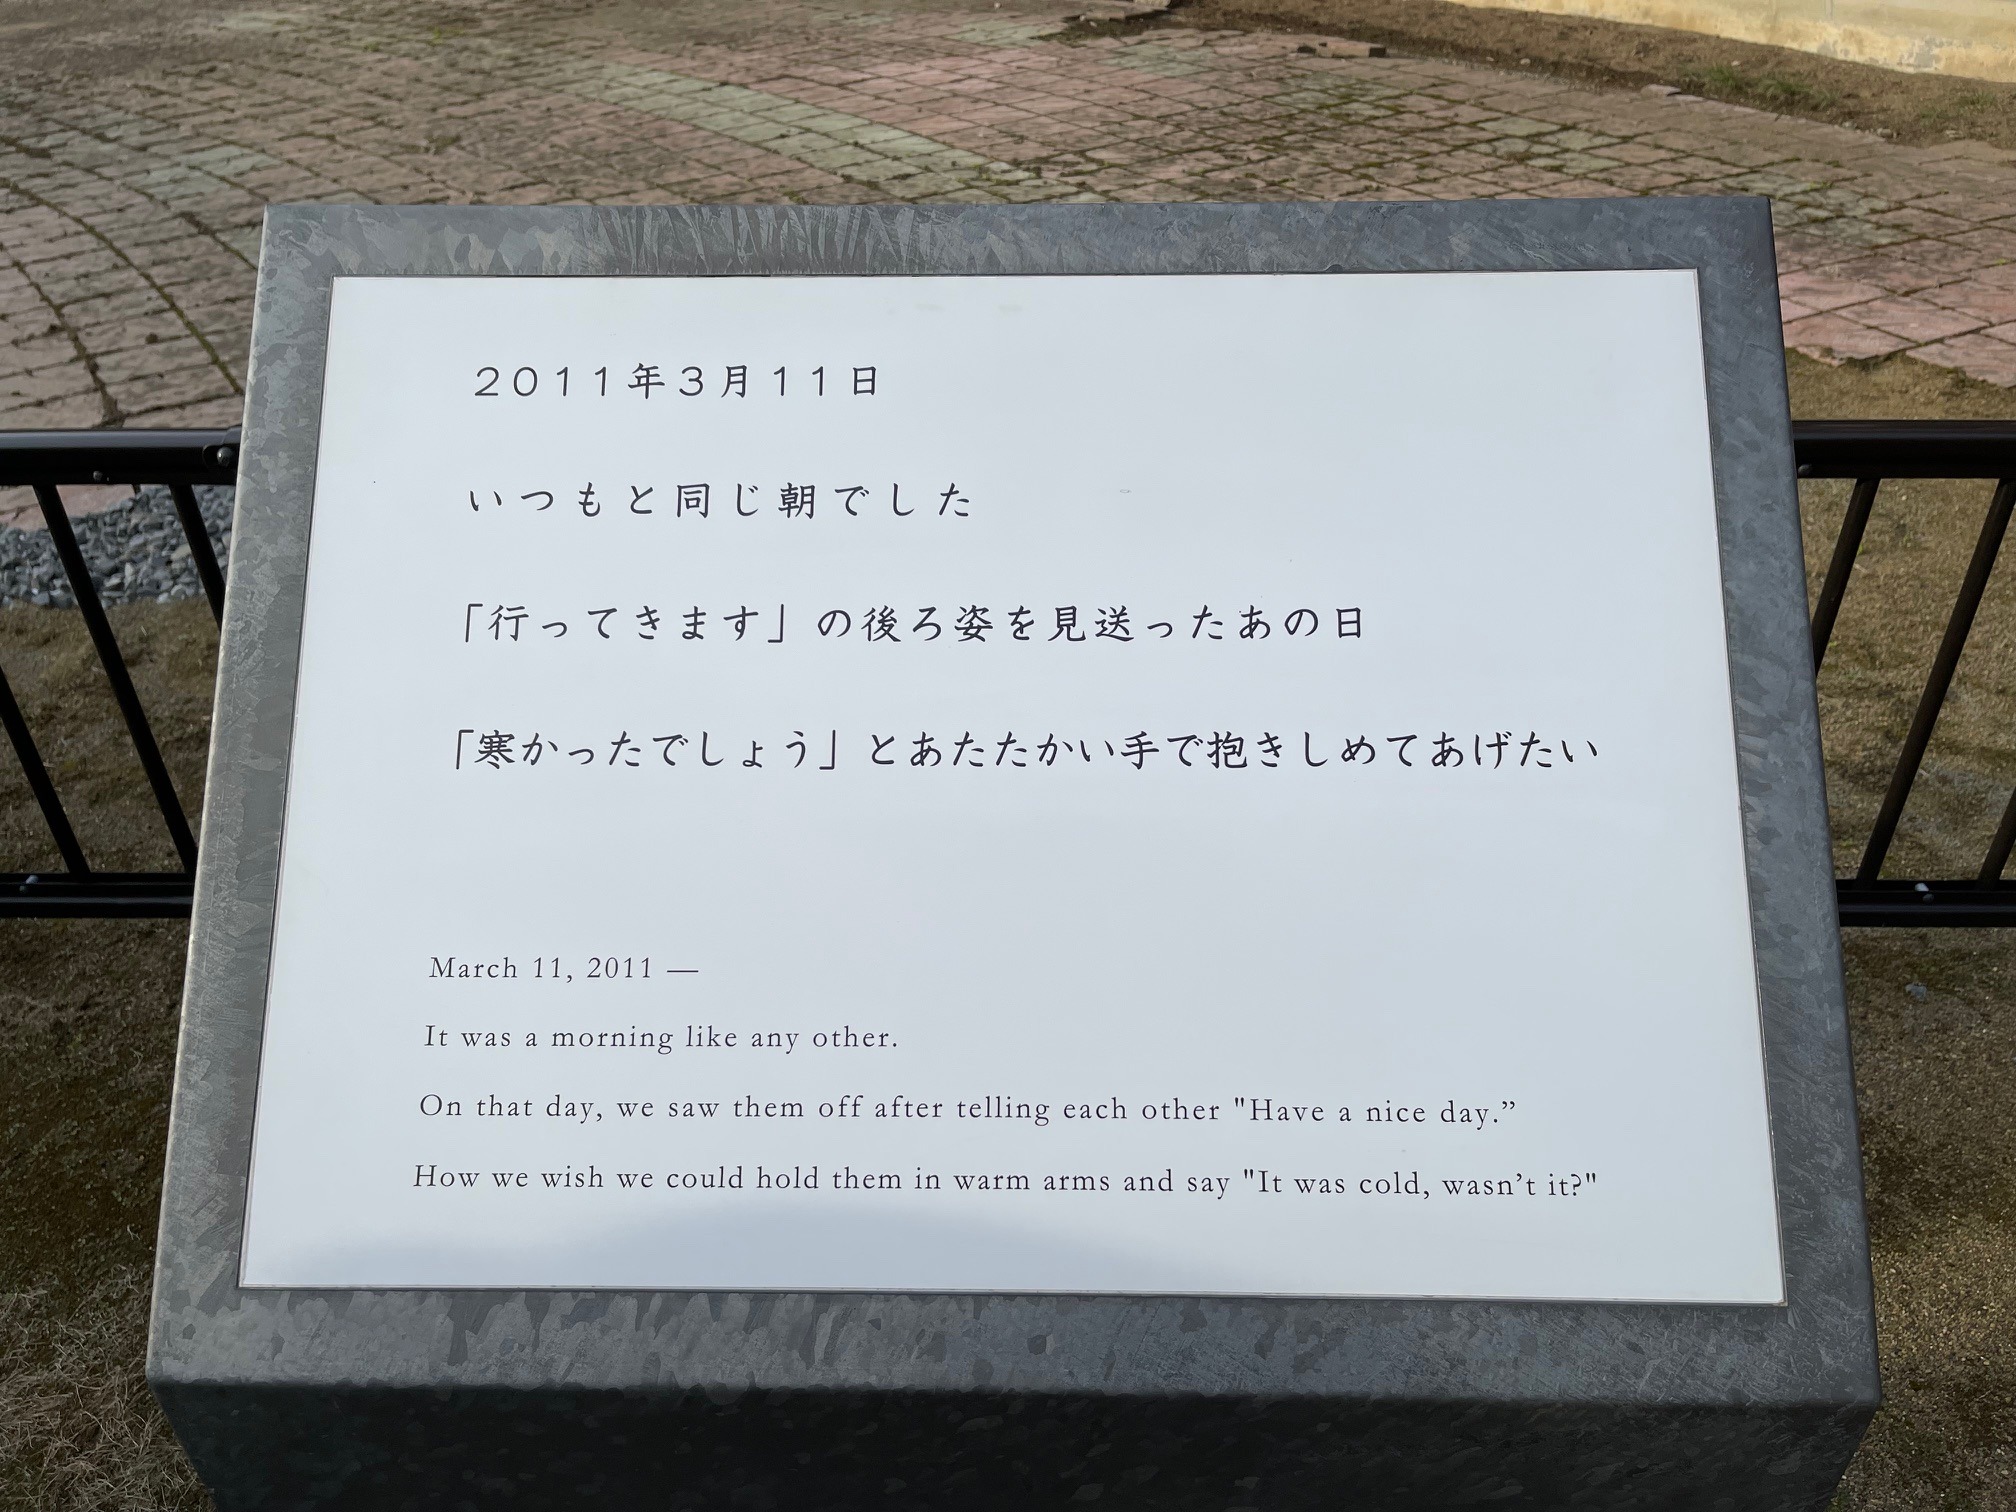 ２０１１年３月１１日
いつもと同じ朝でした
「行ってきます」の後ろ姿を見送ったあの日
「寒かったでしょう」とあたたかい手で抱きしめてあげたい
March 11, 2011 —
It was a morning like any other.
On that day, we saw them off after telling each other "Have a nice day.”
How we wish we could hold them in warm arms and say "It was cold, wasn’t it?"